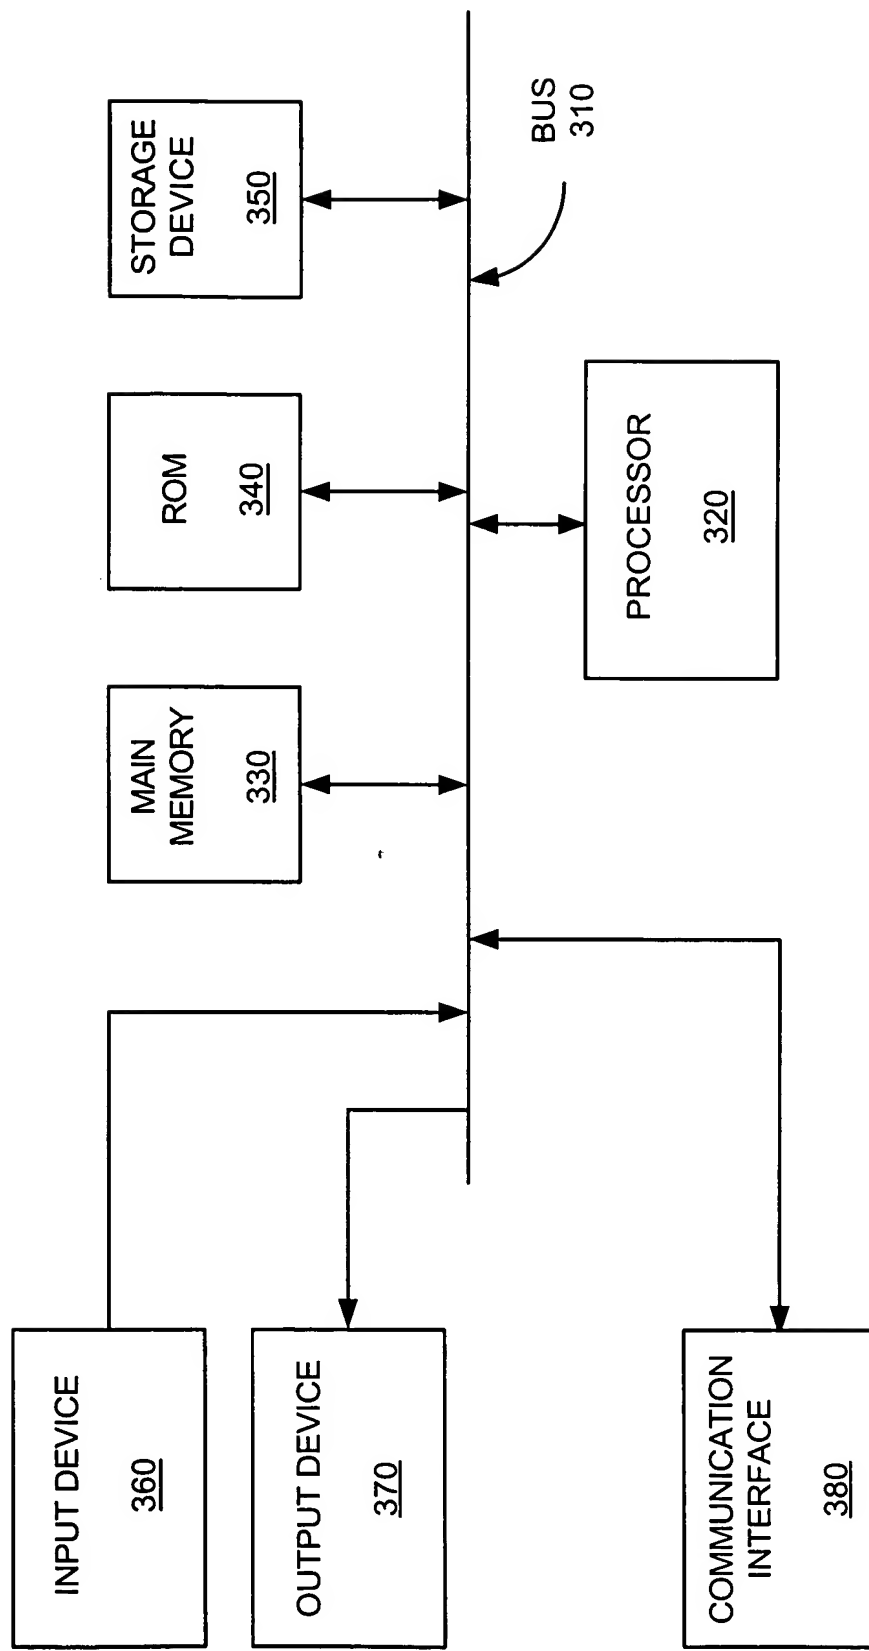 INPUT DEVICE
360
OUTPUT DEVICE
370
COMMUNICATION
INTERFACE
380
MAIN
MEMORY
330
ROM
340
STORAGE
DEVICE
350
PROCESSOR
320
BUS
310